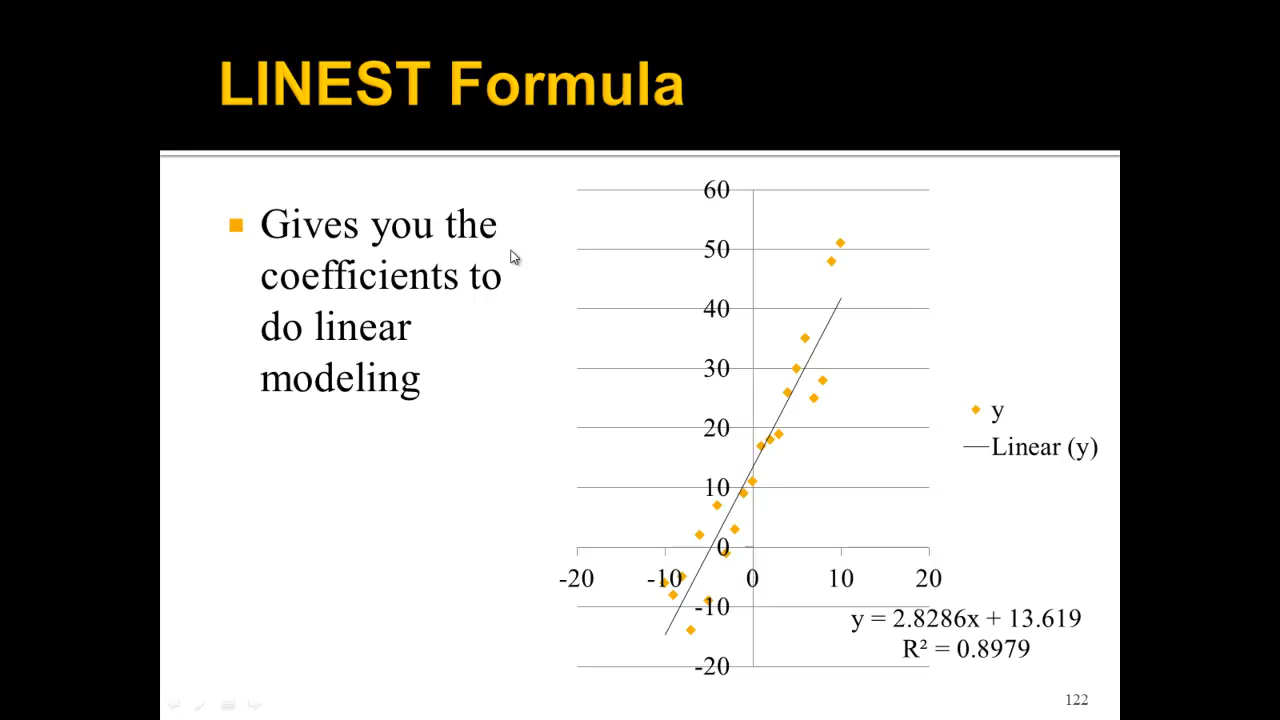 LINEST Formula
Gives you the
coefficients to
do linear
modeling
60
50
40
30
20
10
0
-10
-20
-20
-10
0
10
20
y
Linear (y)
y = 2.8286x + 13.619
R² = 0.8979
122